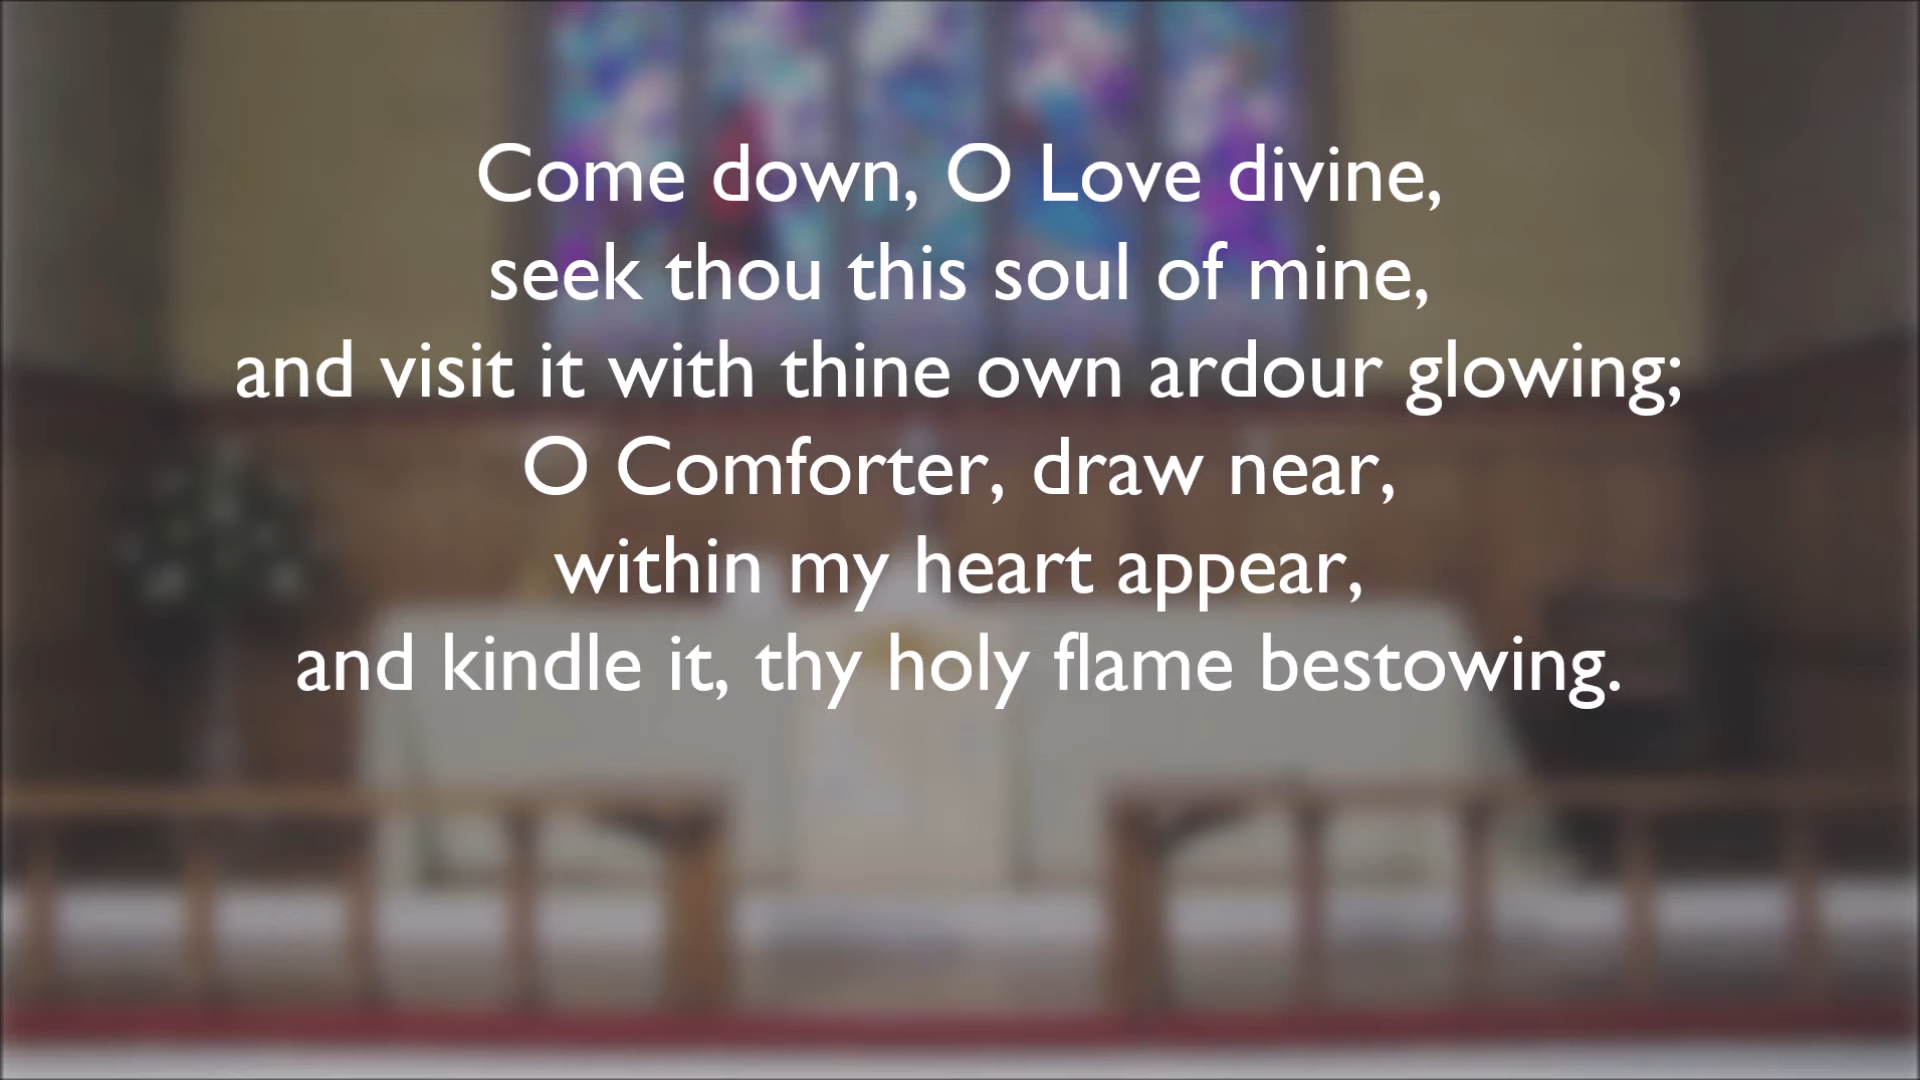 Come down, O Love divine,
seek thou this soul of mine,
and visit it with thine own ardour glowing;
O Comforter, draw near,
within my heart appear,
and kindle it, thy holy flame bestowing.